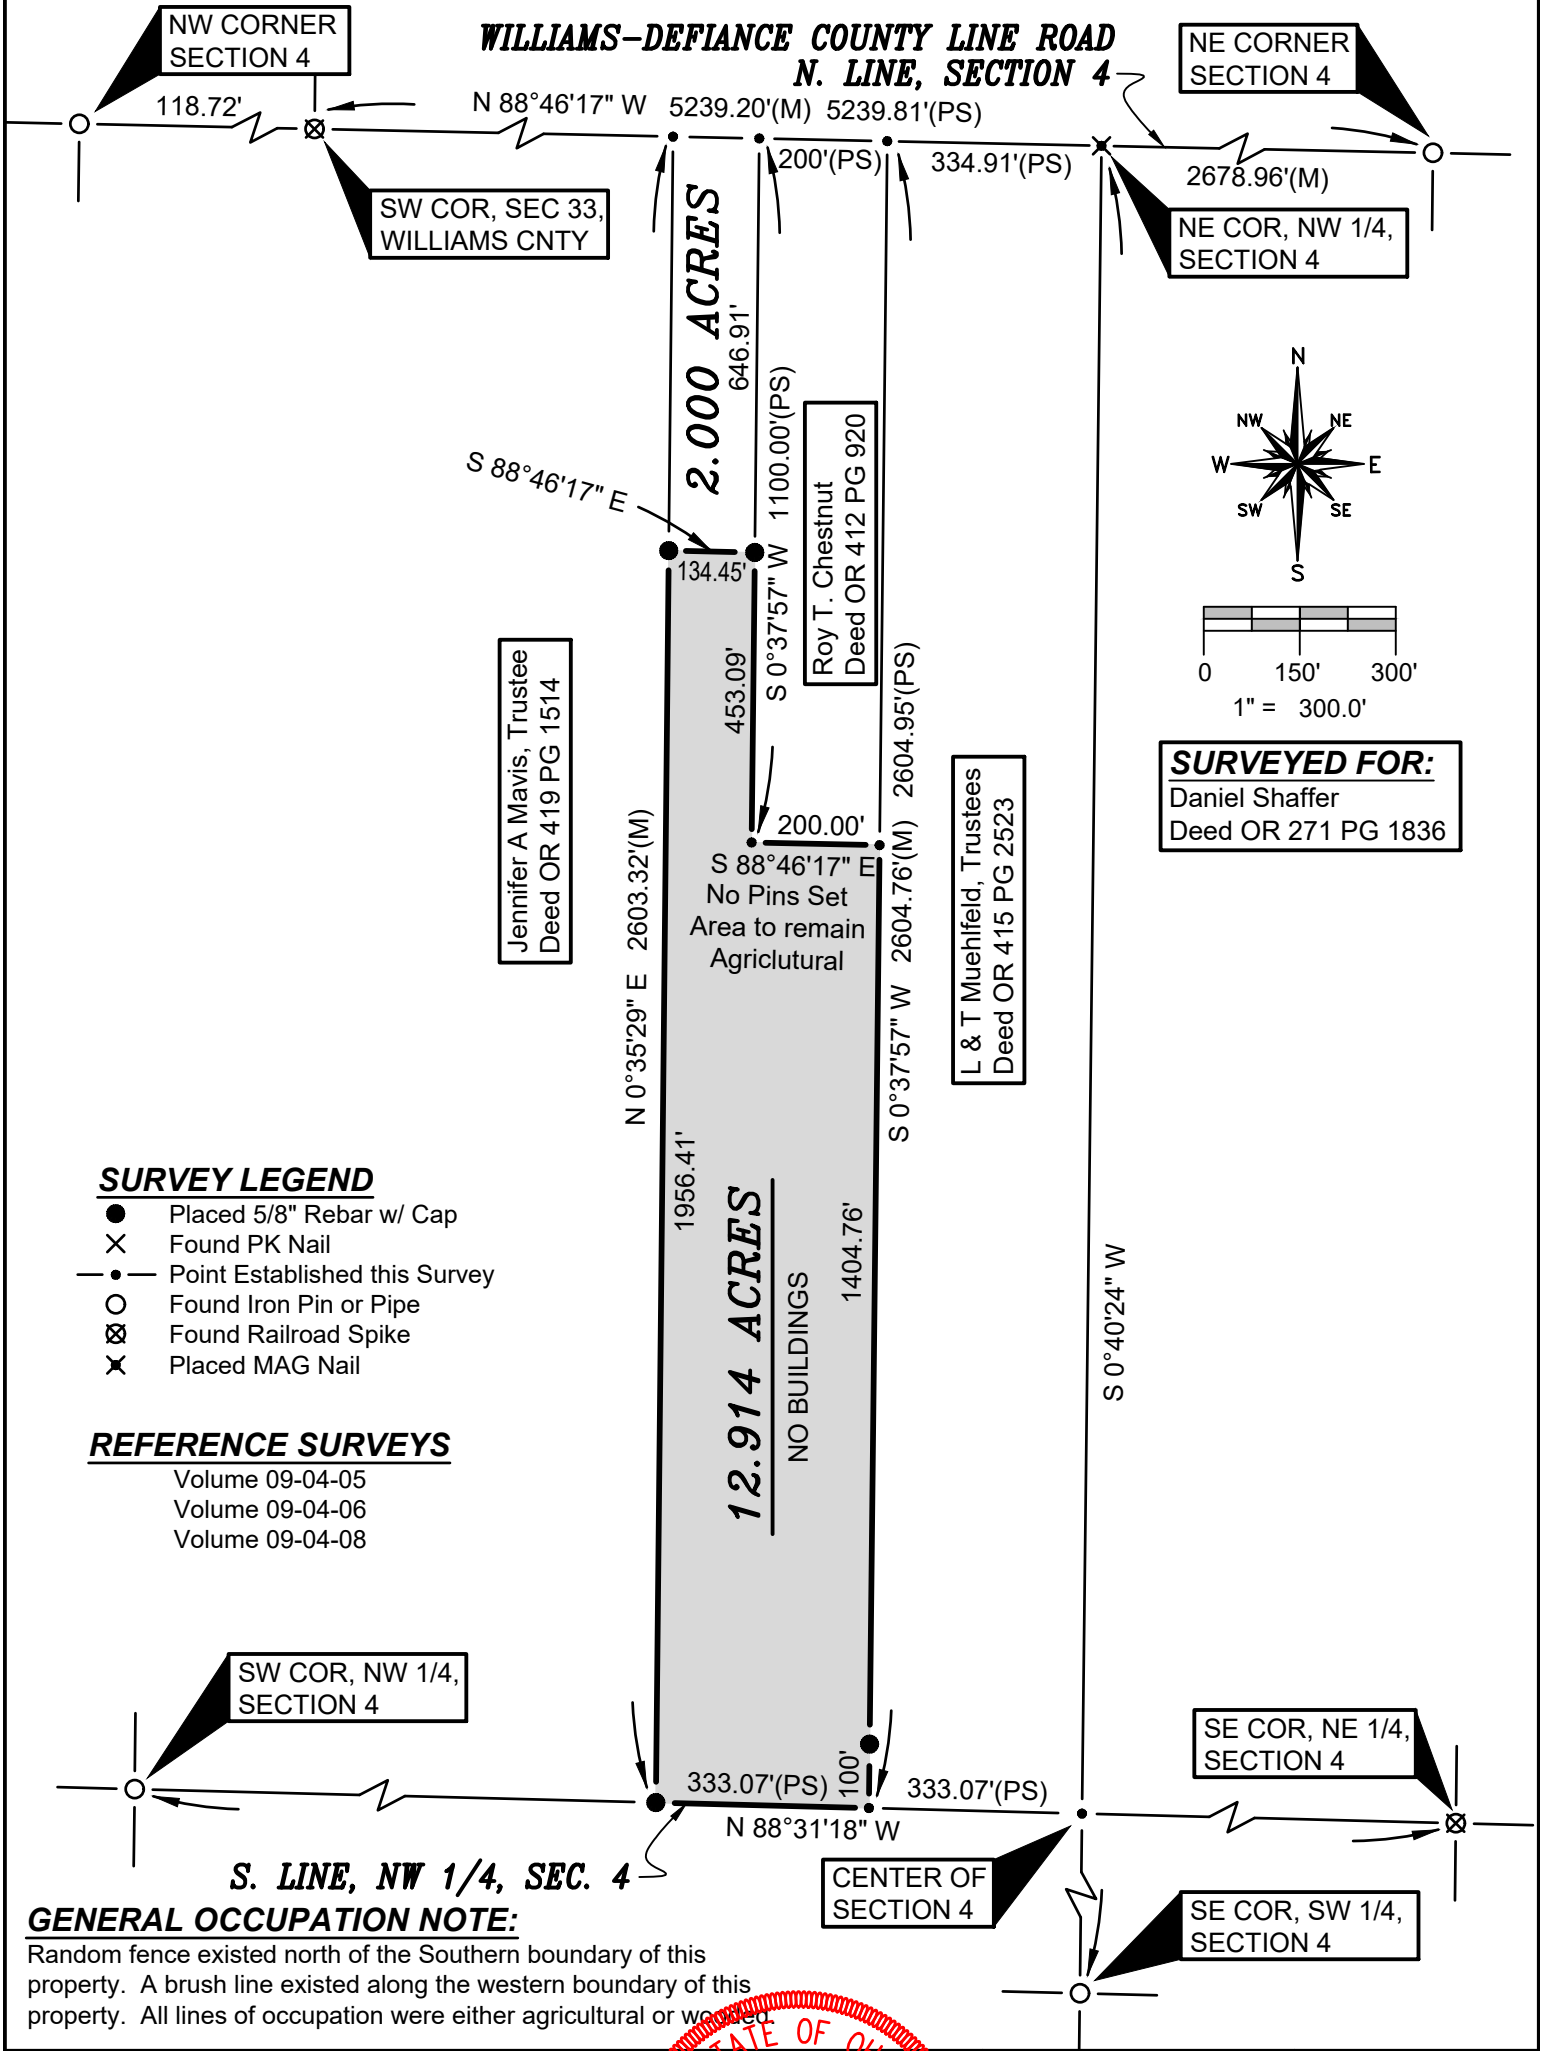 NW CORNER
SECTION 4
WILLIAMS-DEFIANCE COUNTY LINE ROAD
N. LINE, SECTION 4
NE CORNER
SECTION 4
118.72'
N 88°46'17" W 5239.20'(M) 5239.81'(PS)
200'(PS)
334.91'(PS)
2678.96'(M)
SW COR, SEC 33,
WILLIAMS CNTY
NE COR, NW 1/4,
SECTION 4
2.000 ACRES
646.91'
S 0°37'57" W 1100.00'(PS)
Roy T. Chestnut
Deed OR 412 PG 920
S 88°46'17" E
134.45'
453.09'
N
NW
NE
W
E
SW
SE
S
0 150' 300'
1" = 300.0'
SURVEYED FOR:
Daniel Shaffer
Deed OR 271 PG 1836
Jennifer A Mavis, Trustee
Deed OR 419 PG 1514
N 0°35'29" E 2603.32'(M)
200.00'
S 88°46'17" E
No Pins Set
Area to remain
Agriclutural
S 0°37'57" W 2604.76'(M) 2604.95'(PS)
L & T Muehlfeld, Trustees
Deed OR 415 PG 2523
1956.41'
12.914 ACRES
NO BUILDINGS
1404.76'
S 0°40'24" W
SURVEY LEGEND
Placed 5/8" Rebar w/ Cap
Found PK Nail
Point Established this Survey
Found Iron Pin or Pipe
Found Railroad Spike
Placed MAG Nail
REFERENCE SURVEYS
Volume 09-04-05
Volume 09-04-06
Volume 09-04-08
SW COR, NW 1/4,
SECTION 4
SE COR, NE 1/4,
SECTION 4
333.07'(PS)
100'
333.07'(PS)
N 88°31'18" W
S. LINE, NW 1/4, SEC. 4
CENTER OF
SECTION 4
SE COR, SW 1/4,
SECTION 4
GENERAL OCCUPATION NOTE:
Random fence existed north of the Southern boundary of this
property. A brush line existed along the western boundary of this
property. All lines of occupation were either agricultural or wooded.
OF